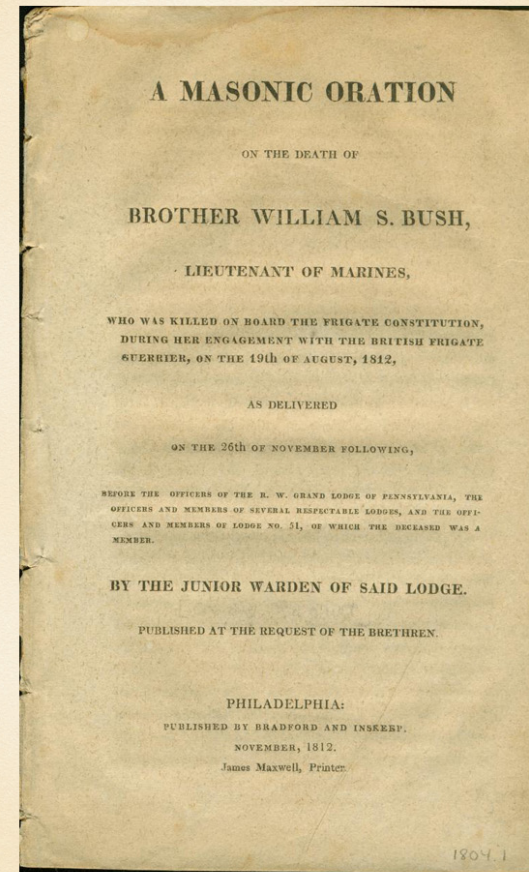 A MASONIC ORATION
ON THE DEATH OF
BROTHER WILLIAM S. BUSH,
LIEUTENANT OF MARINES,
WHO WAS KILLED ON BOARD THE FRIGATE CONSTITUTION,
DURING HER ENGAGEMENT WITH THE BRITISH FRIGATE
GUERRIER, ON THE 19th OF AUGUST, 1812,
AS DELIVERED
ON THE 26th OF NOVEMBER FOLLOWING,
BEFORE THE OFFICERS OF THE R. W. GRAND LODGE OF PENNSYLVANIA, THE
OFFICERS AND MEMBERS OF SEVERAL RESPECTABLE LODGES, AND THE OFFI-
CERS AND MEMBERS OF LODGE NO. 51, OF WHICH THE DECEASED WAS A
MEMBER.
BY THE JUNIOR WARDEN OF SAID LODGE.
PUBLISHED AT THE REQUEST OF THE BRETHREN.
PHILADELPHIA:
PUBLISHED BY BRADFORD AND INSKEEP.
NOVEMBER, 1812.
James Maxwell, Printer.
1804.1